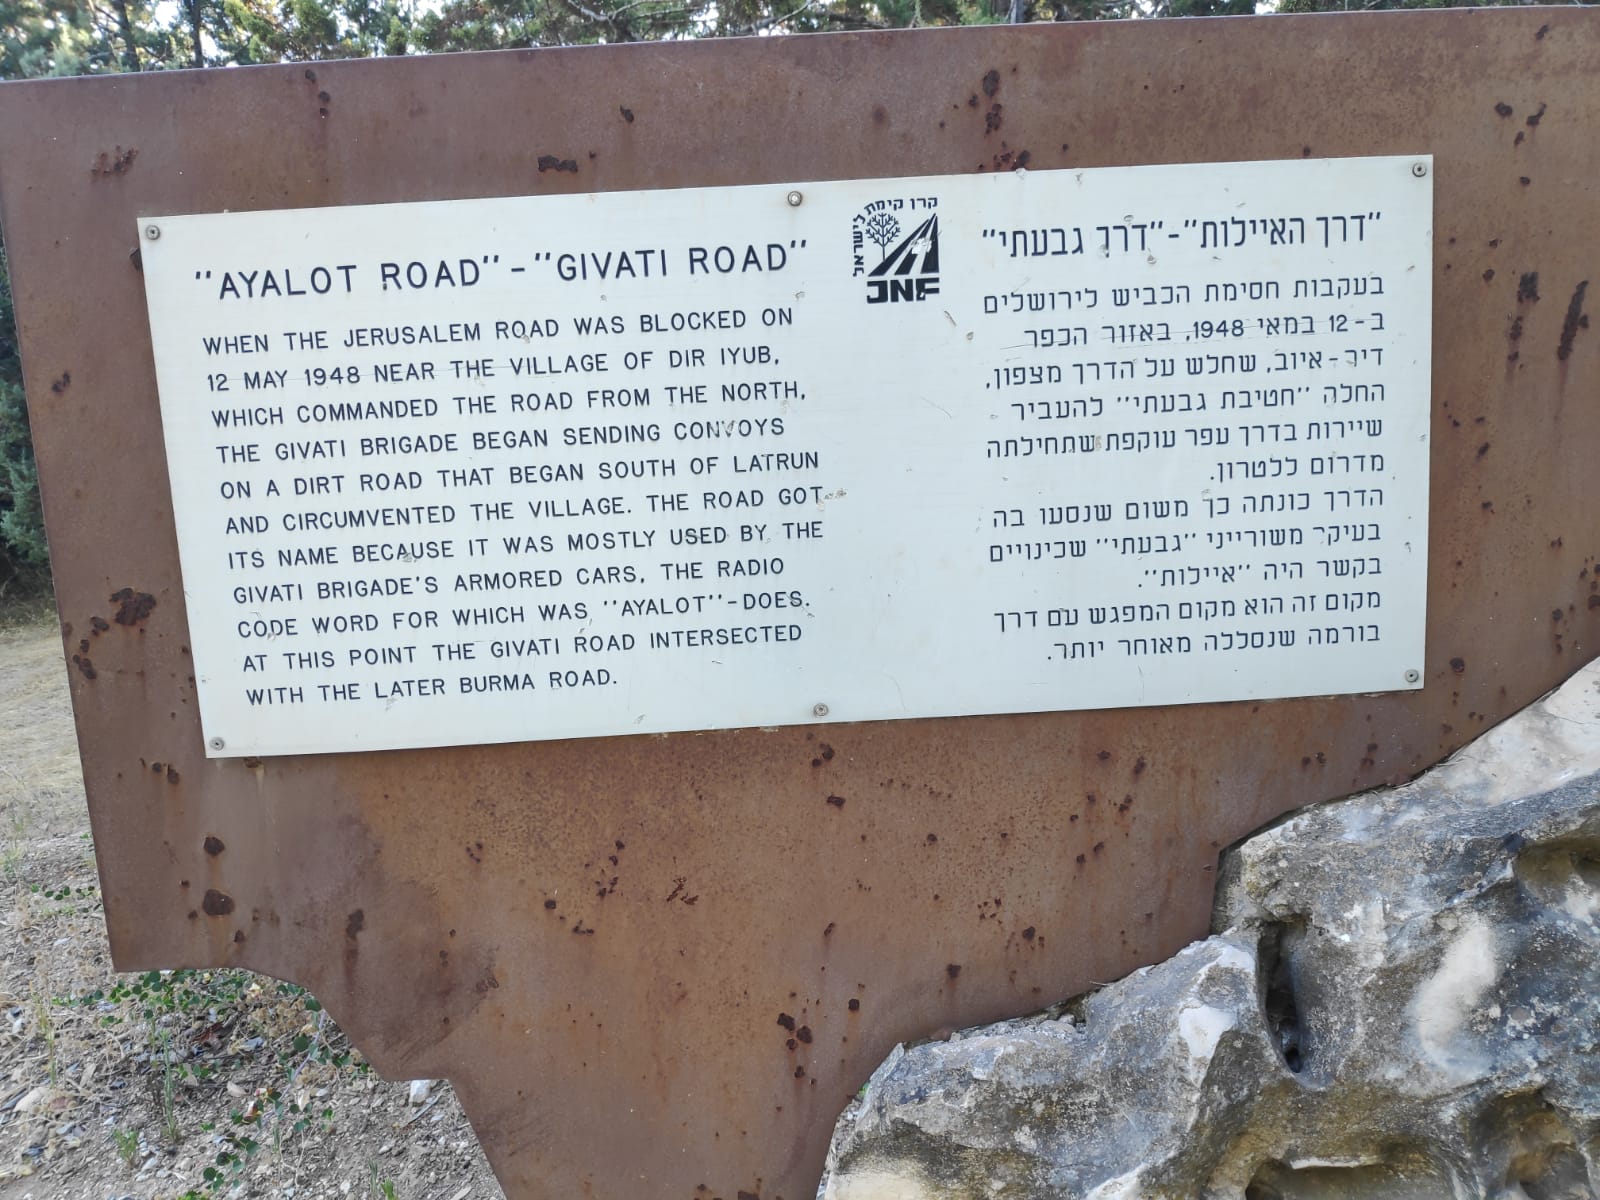 "AYALOT ROAD" - "GIVATI ROAD"
WHEN THE JERUSALEM ROAD WAS BLOCKED ON
12 MAY 1948 NEAR THE VILLAGE OF DIR IYUB,
WHICH COMMANDED THE ROAD FROM THE NORTH,
THE GIVATI BRIGADE BEGAN SENDING CONVOYS
ON A DIRT ROAD THAT BEGAN SOUTH OF LATRUN
AND CIRCUMVENTED THE VILLAGE. THE ROAD GOT
ITS NAME BECAUSE IT WAS MOSTLY USED BY THE
GIVATI BRIGADE'S ARMORED CARS, THE RADIO
CODE WORD FOR WHICH WAS "AYALOT"-DOES.
AT THIS POINT THE GIVATI ROAD INTERSECTED
WITH THE LATER BURMA ROAD.
קרן קימת לישראל
JNF
"דרך האיילות"-"דרך גבעתי"
בעקבות חסימת הכביש לירושלים
ב-12 במאי 1948, באזור הכפר
דיר-איוב, שחלש על הדרך מצפון,
החלה "חטיבת גבעתי" להעביר
שיירות בדרך עפר עוקפת שתחילתה
מדרום ללטרון.
הדרך כונתה כך משום שנסעו בה
בעיקר משורייני "גבעתי" שכינויים
בקשר היה "איילות".
מקום זה הוא מקום המפגש עם דרך
בורמה שנסללה מאוחר יותר.